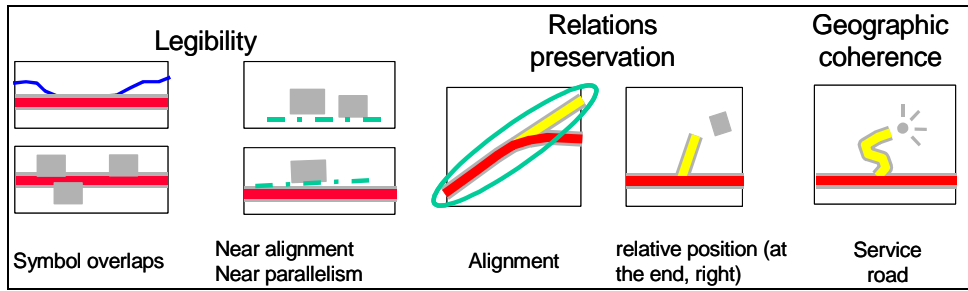 Legibility
Relations
preservation
Geographic
coherence
Symbol overlaps
Near alignment
Near parallelism
Alignment
relative position (at
the end, right)
Service
road